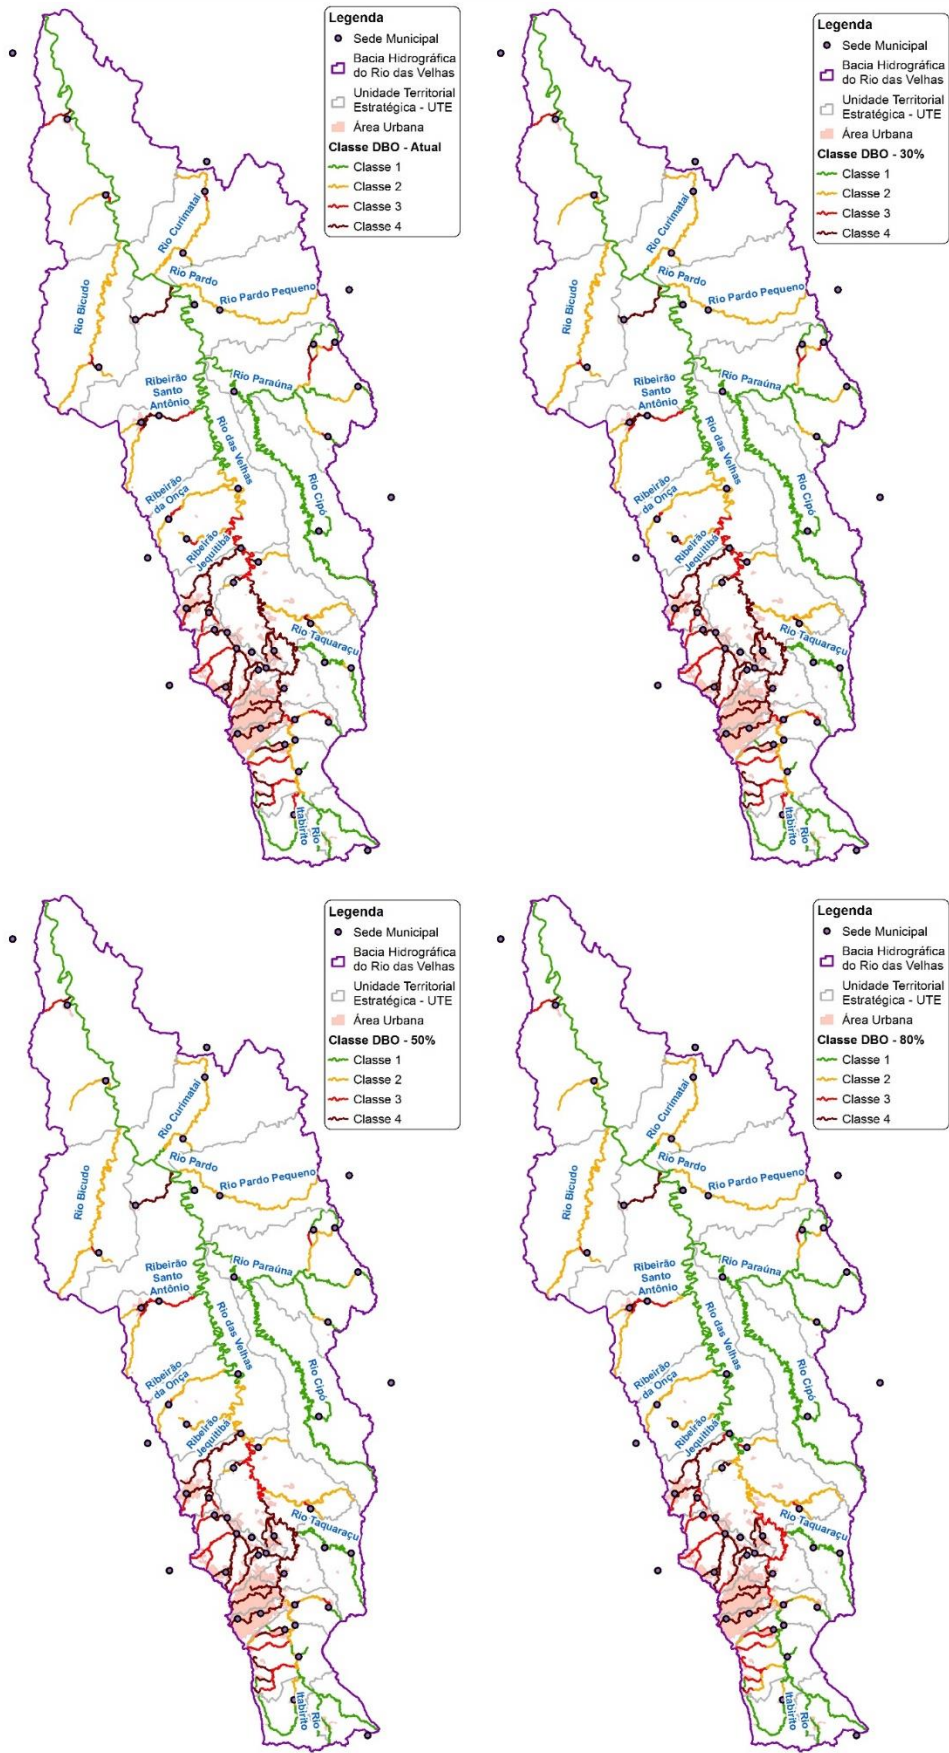 Legenda
Sede Municipal
Bacia Hidrográfica
do Rio das Velhas
Unidade Territorial
Estratégica - UTE
Área Urbana
Classe DBO - Atual
Classe 1
Classe 2
Classe 3
Classe 4
Rio Curimataí
Rio Pardo
Rio Pardo Pequeno
Rio Bicudo
Ribeirão
Santo
Antônio
Rio Paraúna
Rio das Velhas
Rio Cipó
Ribeirão
da Onça
Ribeirão
Jequitibá
Rio Taquaraçu
Rio
Itabirito
Legenda
Sede Municipal
Bacia Hidrográfica
do Rio das Velhas
Unidade Territorial
Estratégica - UTE
Área Urbana
Classe DBO - 30%
Classe 1
Classe 2
Classe 3
Classe 4
Rio Curimataí
Rio Pardo
Rio Pardo Pequeno
Rio Bicudo
Ribeirão
Santo
Antônio
Rio Paraúna
Rio das Velhas
Rio Cipó
Ribeirão
da Onça
Ribeirão
Jequitibá
Rio Taquaraçu
Rio
Itabirito
Legenda
Sede Municipal
Bacia Hidrográfica
do Rio das Velhas
Unidade Territorial
Estratégica - UTE
Área Urbana
Classe DBO - 50%
Classe 1
Classe 2
Classe 3
Classe 4
Rio Curimataí
Rio Pardo
Rio Pardo Pequeno
Rio Bicudo
Ribeirão
Santo
Antônio
Rio Paraúna
Rio das Velhas
Rio Cipó
Ribeirão
da Onça
Ribeirão
Jequitibá
Rio Taquaraçu
Rio
Itabirito
Legenda
Sede Municipal
Bacia Hidrográfica
do Rio das Velhas
Unidade Territorial
Estratégica - UTE
Área Urbana
Classe DBO - 80%
Classe 1
Classe 2
Classe 3
Classe 4
Rio Curimataí
Rio Pardo
Rio Pardo Pequeno
Rio Bicudo
Ribeirão
Santo
Antônio
Rio Paraúna
Rio das Velhas
Rio Cipó
Ribeirão
da Onça
Ribeirão
Jequitibá
Rio Taquaraçu
Rio
Itabirito